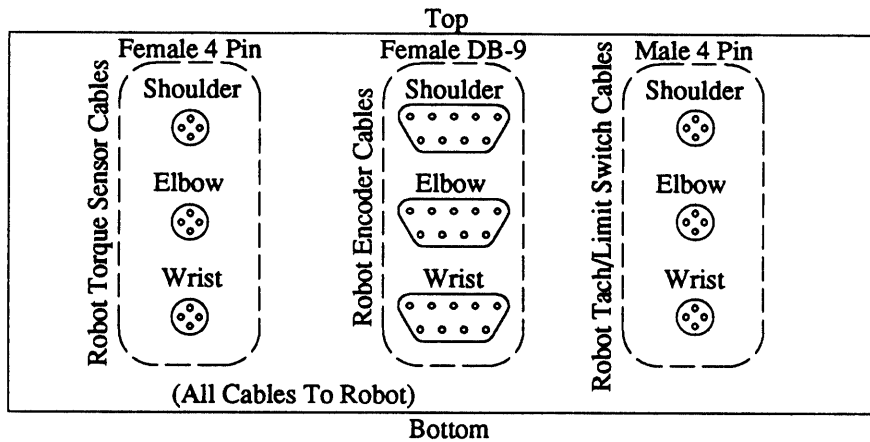 Top
Female 4 Pin
Female DB-9
Male 4 Pin
Robot Torque Sensor Cables
Shoulder
Elbow
Wrist
Robot Encoder Cables
Shoulder
Elbow
Wrist
Robot Tach/Limit Switch Cables
Shoulder
Elbow
Wrist
(All Cables To Robot)
Bottom